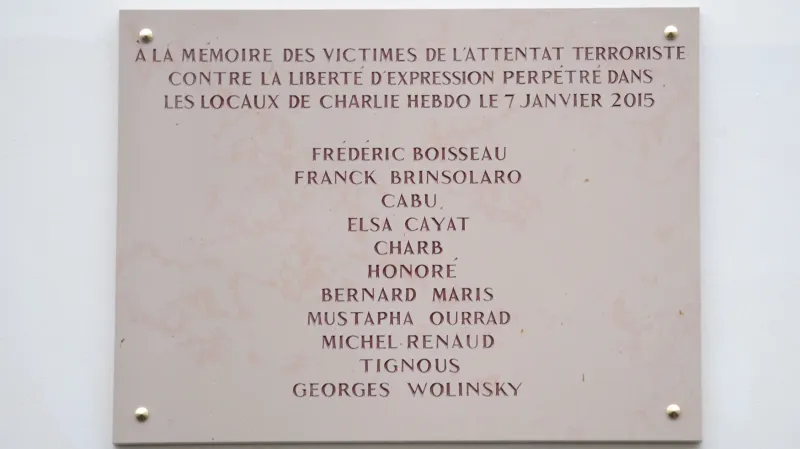 À LA MÉMOIRE DES VICTIMES DE L'ATTENTAT TERRORISTE
CONTRE LA LIBERTÉ D'EXPRESSION PERPÉTRÉ DANS
LES LOCAUX DE CHARLIE HEBDO LE 7 JANVIER 2015
FRÉDÉRIC BOISSEAU
FRANCK BRINSOLARO
CABU
ELSA CAYAT
CHARB
HONORÉ
BERNARD MARIS
MUSTAPHA OURRAD
MICHEL RENAUD
TIGNOUS
GEORGES WOLINSKY